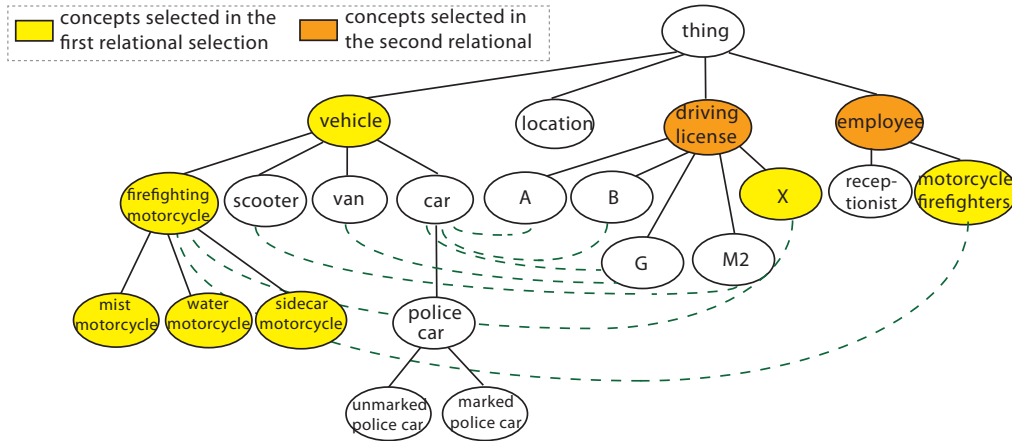 concepts selected in the
first relational selection
concepts selected in
the second relational
thing
vehicle
location
driving
license
employee
firefighting
motorcycle
scooter
van
car
A
B
X
recep-
tionist
motorcycle
firefighters
G
M2
mist
motorcycle
water
motorcycle
sidecar
motorcycle
police
car
unmarked
police car
marked
police car